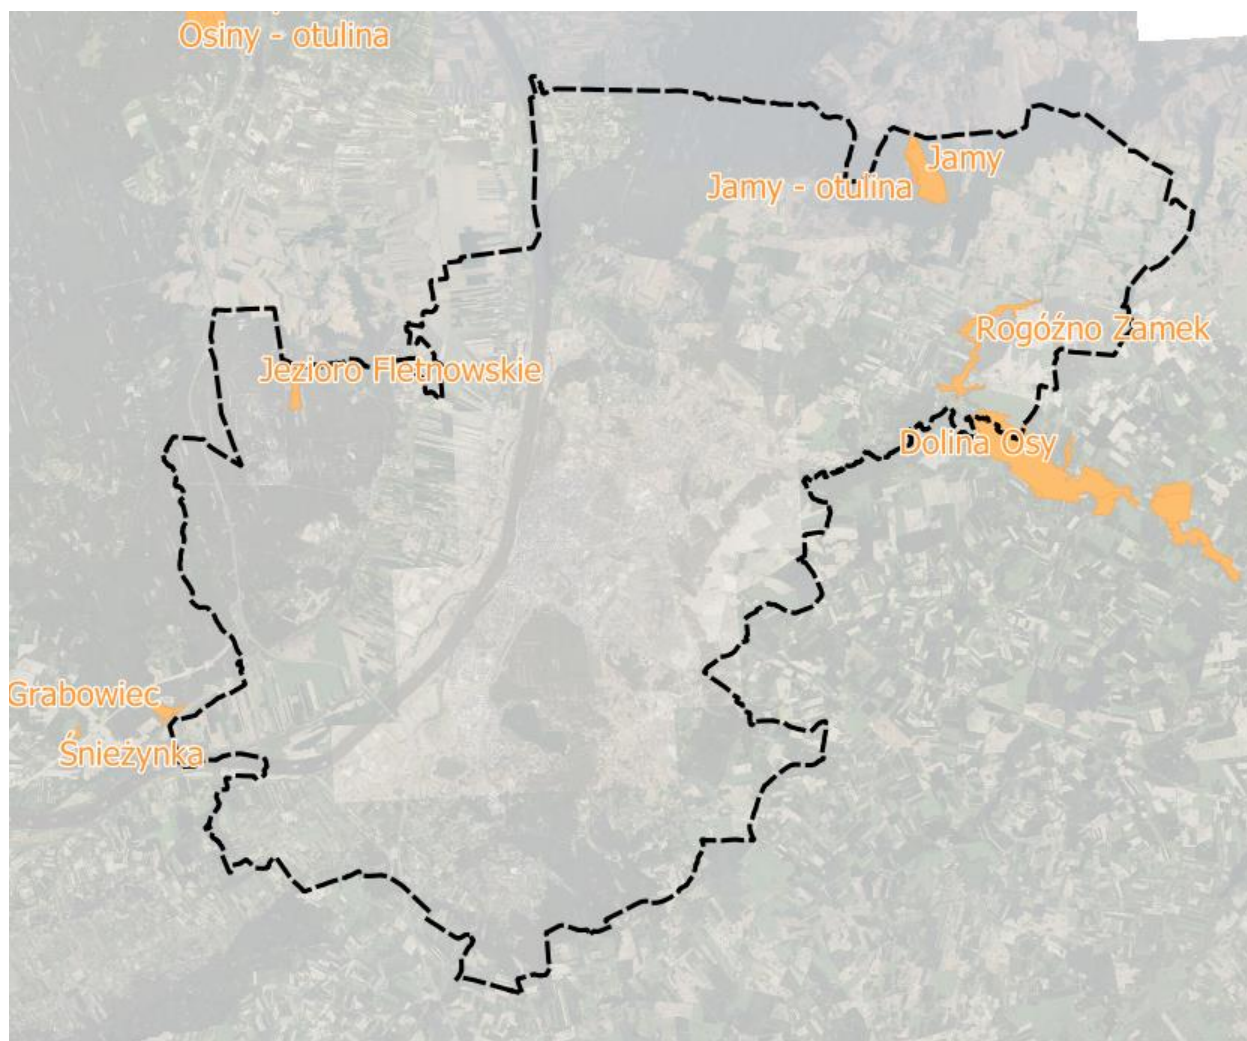 Osiny - otulina
Jamy
Jamy - otulina
Rogóźno Zamek
Jezioro Fletnowskie
Dolina Osy
Grabowiec
Śnieżynka